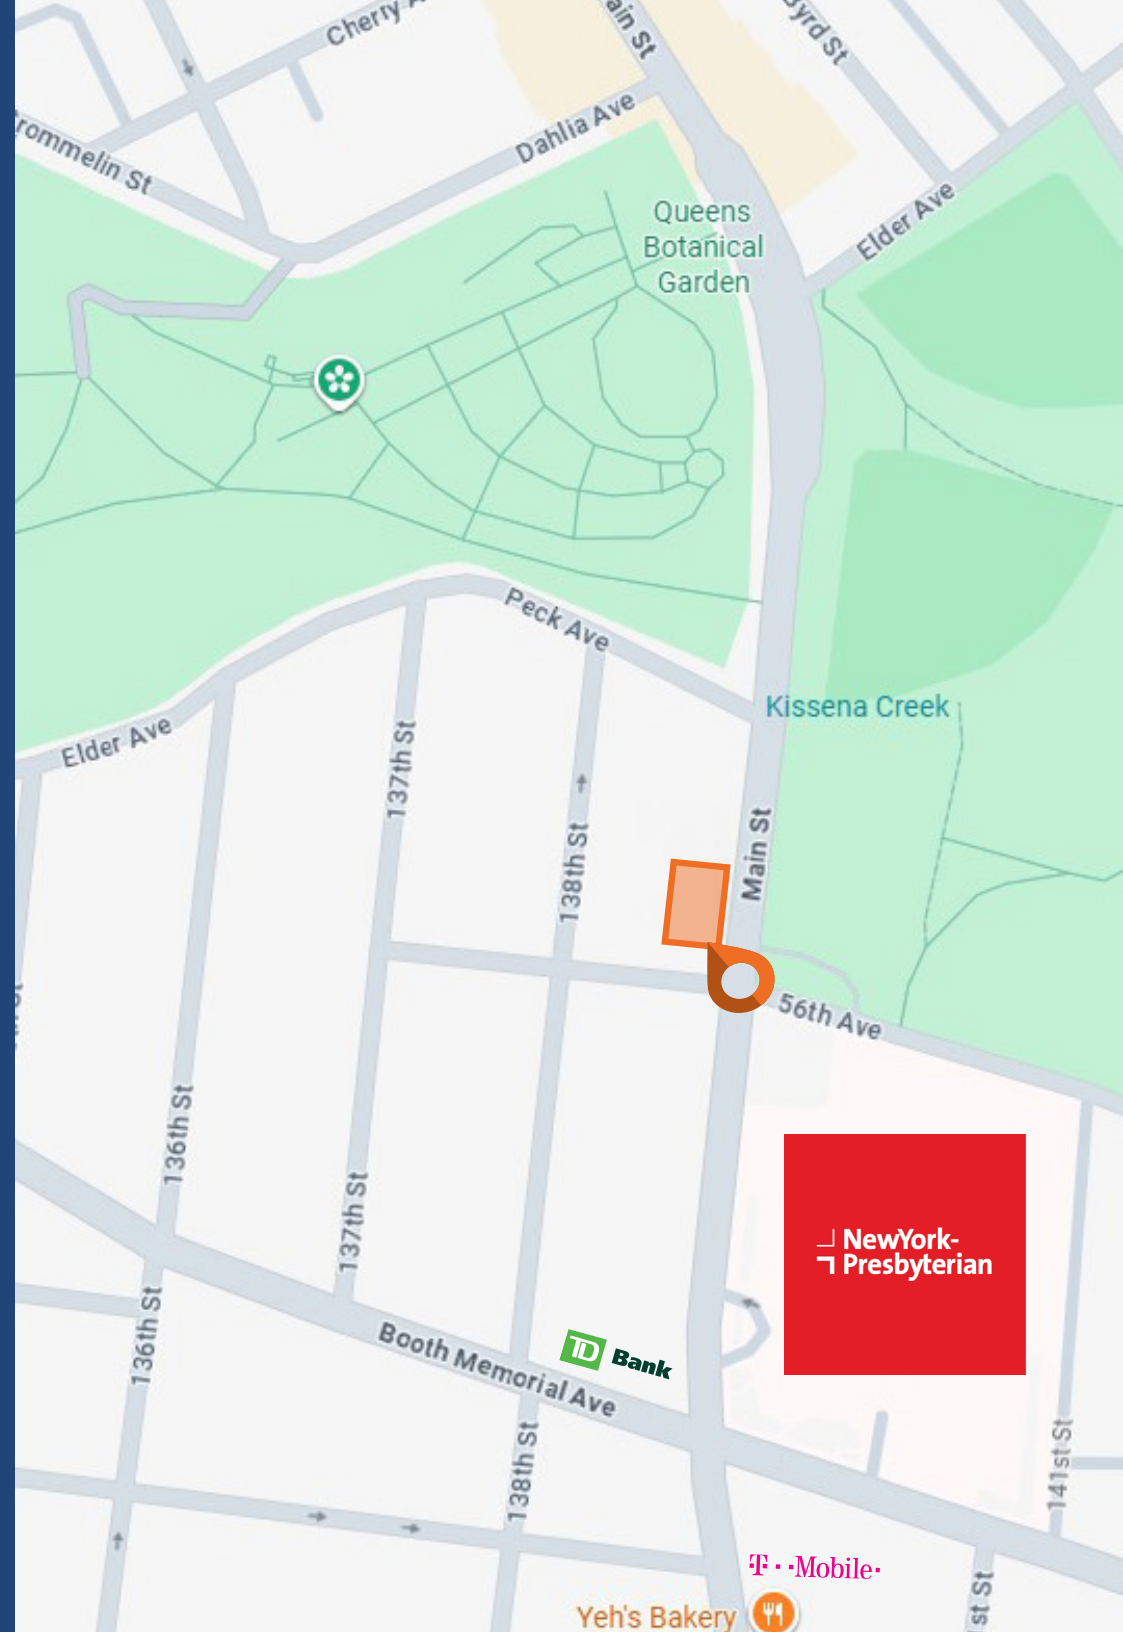 Cherry A
ain St
Byrd St
Dahlia Ave
rommelin St
Elder Ave
Queens
Botanical
Garden
Peck Ave
Kissena Creek
Elder Ave
137th St
138th St
Main St
56th Ave
136th St
137th St
NewYork-
Presbyterian
136th St
Booth Memorial Ave
TD Bank
138th St
141st St
T··Mobile·
1st St
Yeh's Bakery